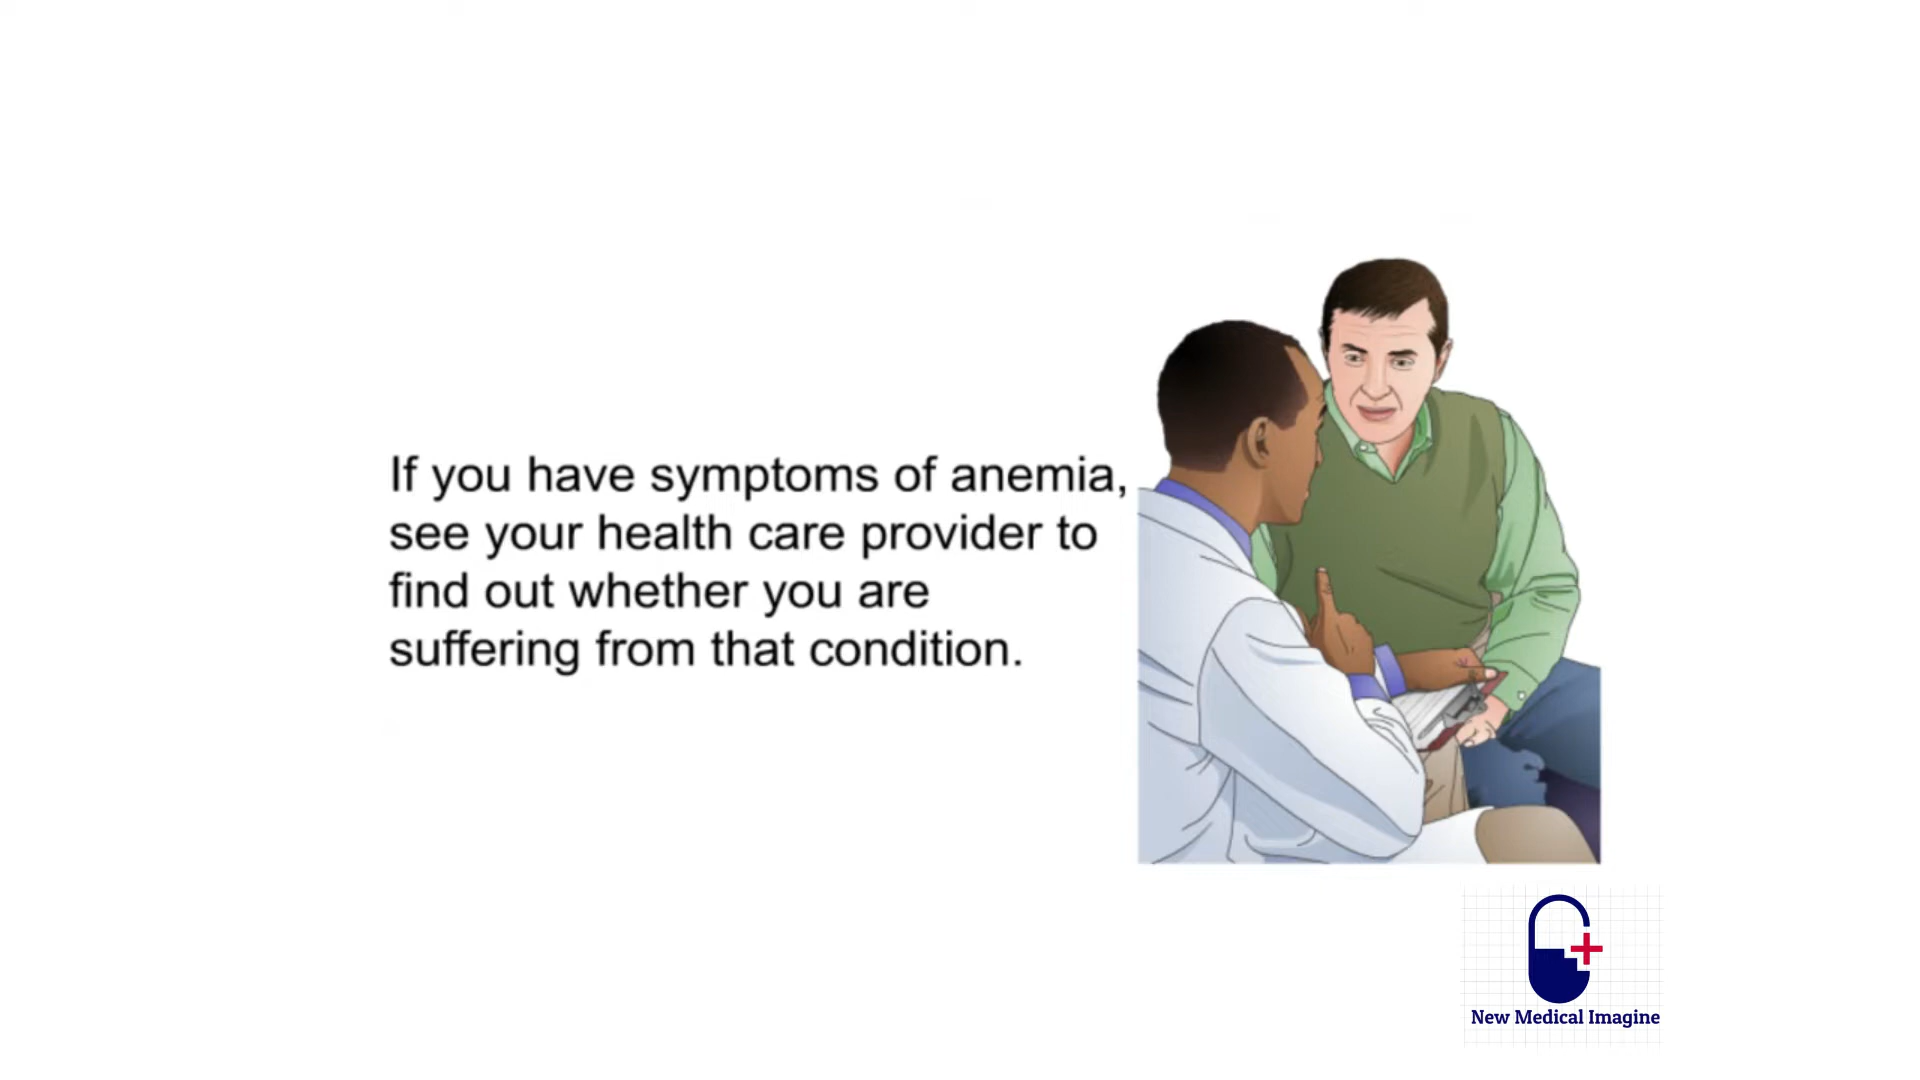 If you have symptoms of anemia,
see your health care provider to
find out whether you are
suffering from that condition.
New Medical Imagine